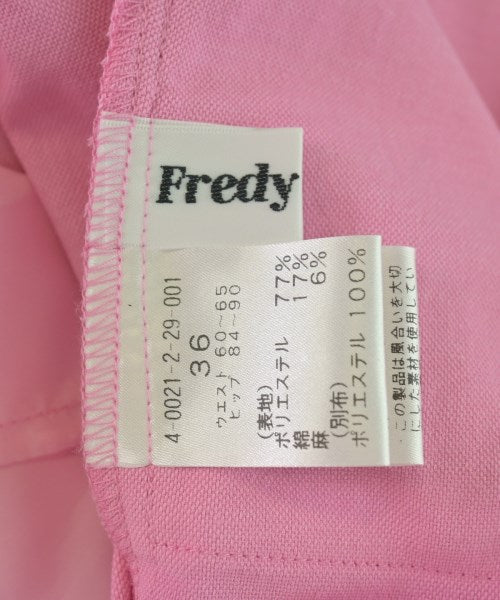 Fredy
4-0021-2-29-001
36
ウエスト 60～65
ヒップ 84～90
(表地)
ポリエステル 77%
綿 17%
麻 6%
(別布)
ポリエステル 100%
この製品は風合いを大切
にした素材を使用してい